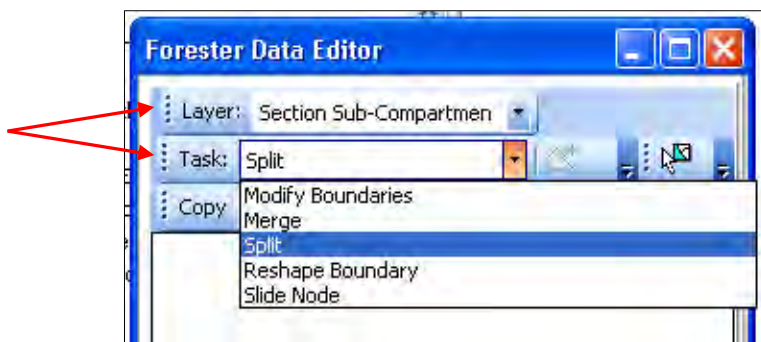 Forester Data Editor
Layer: Section Sub-Compartmen
Task: Split
Copy
Modify Boundaries
Merge
Split
Reshape Boundary
Slide Node